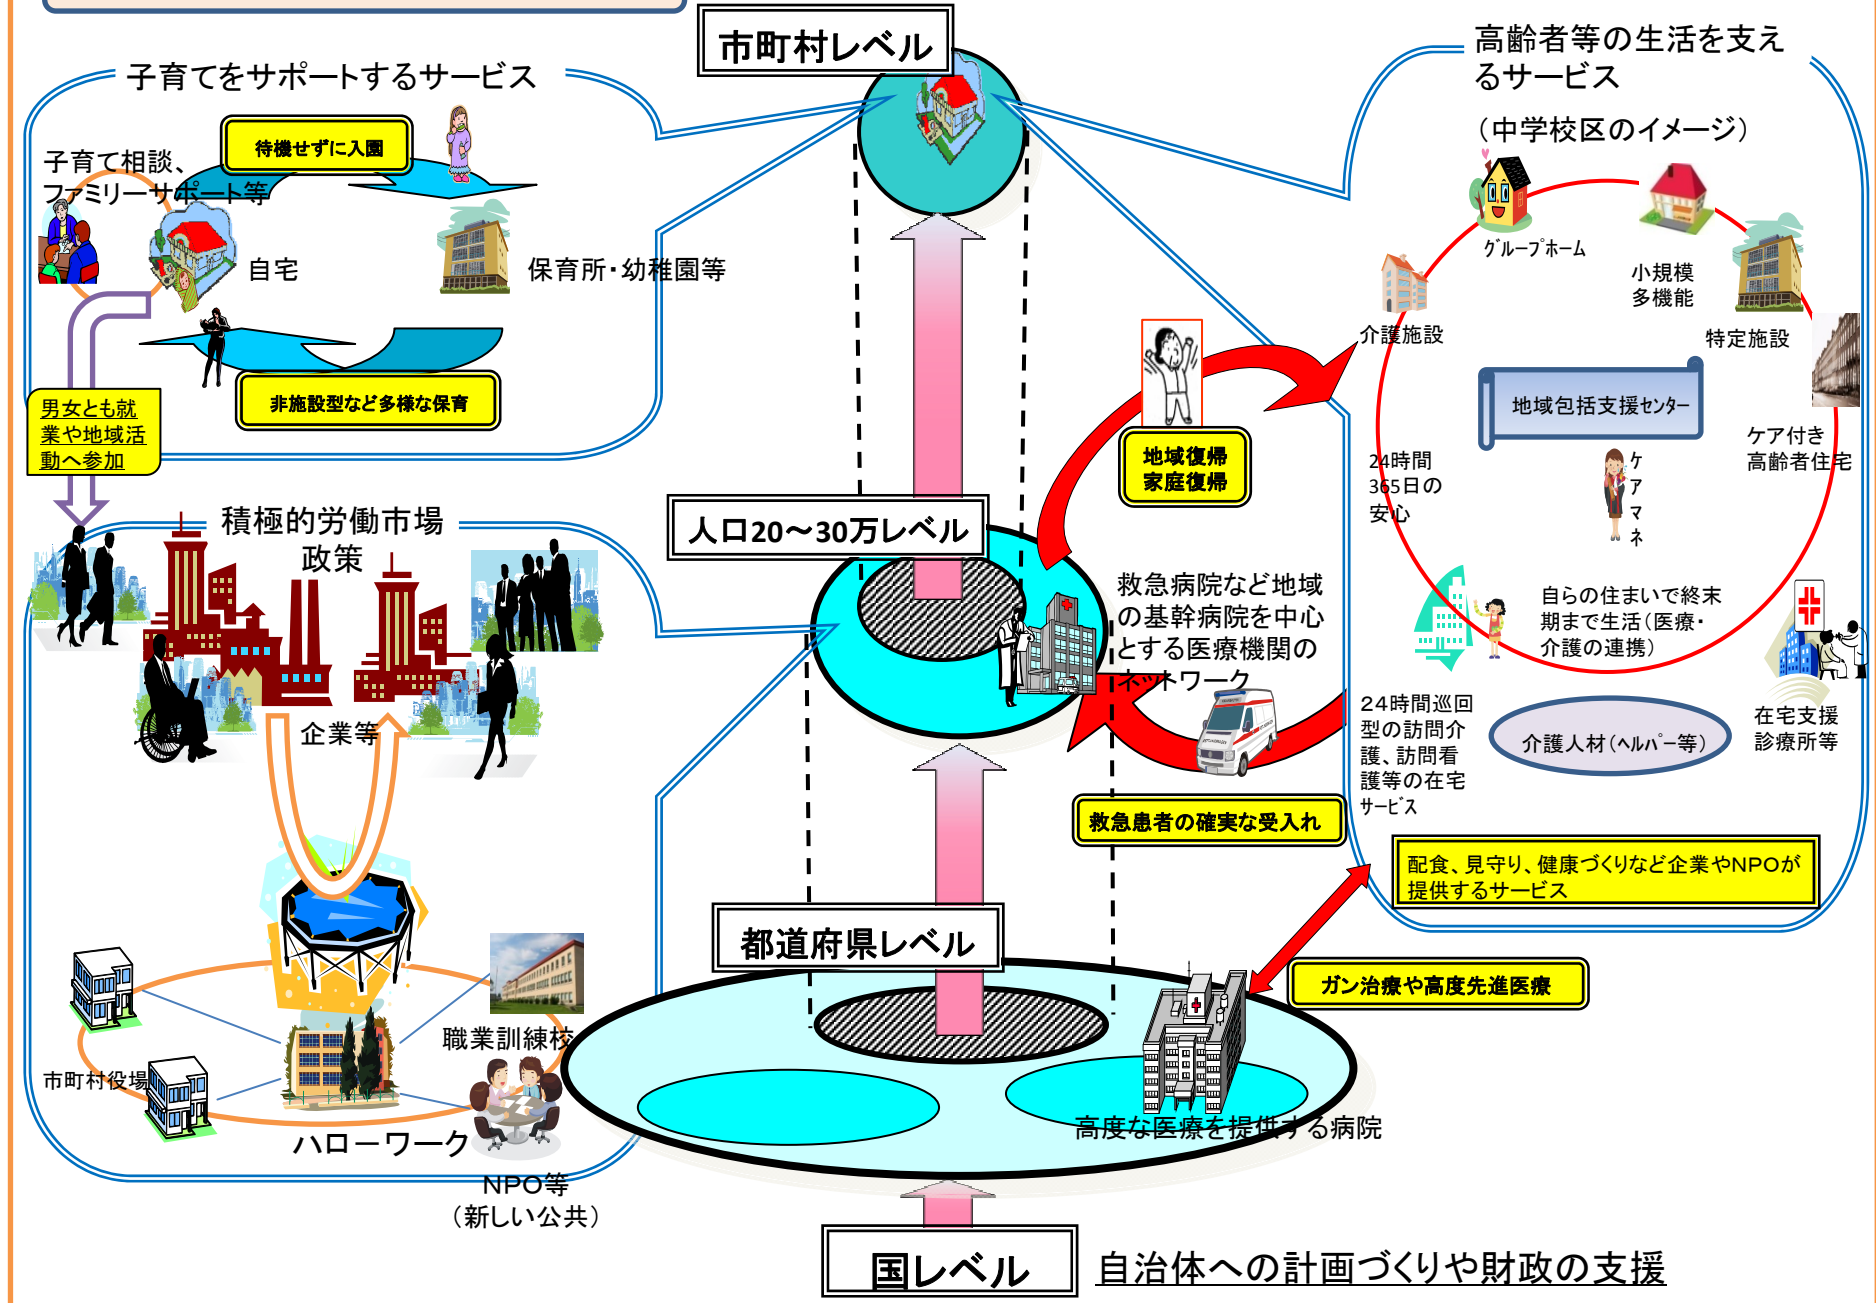 市町村レベル
子育てをサポートするサービス
待機せずに入園
子育て相談、
ファミリーサポート等
自宅
保育所・幼稚園等
非施設型など多様な保育
男女とも就
業や地域活
動へ参加
積極的労働市場
政策
企業等
市町村役場
職業訓練校
ハローワーク
NPO等
（新しい公共）
高齢者等の生活を支え
るサービス
（中学校区のイメージ）
グループホーム
小規模
多機能
介護施設
特定施設
地域包括支援センター
ケア付き
高齢者住宅
24時間
365日の
安心
ケアマネ
自らの住まいで終末
期まで生活（医療・
介護の連携）
24時間巡回
型の訪問介
護、訪問看
護等の在宅
サービス
介護人材（ヘルパー等）
在宅支援
診療所等
配食、見守り、健康づくりなど企業やNPOが
提供するサービス
地域復帰
家庭復帰
人口20～30万レベル
救急病院など地域
の基幹病院を中心
とする医療機関の
ネットワーク
救急患者の確実な受入れ
都道府県レベル
ガン治療や高度先進医療
高度な医療を提供する病院
国レベル
自治体への計画づくりや財政の支援